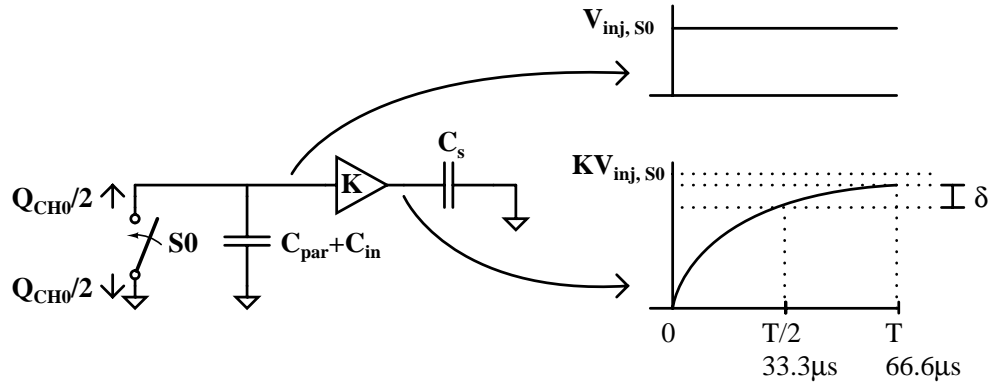 V_inj, S0
C_s
KV_inj, S0
K
Q_CH0/2
S0
C_par+C_in
δ
Q_CH0/2
0
T/2
T
33.3μs
66.6μs